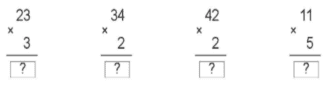 23 34 42 11
× × × ×
3 2 2 5
? ? ? ?